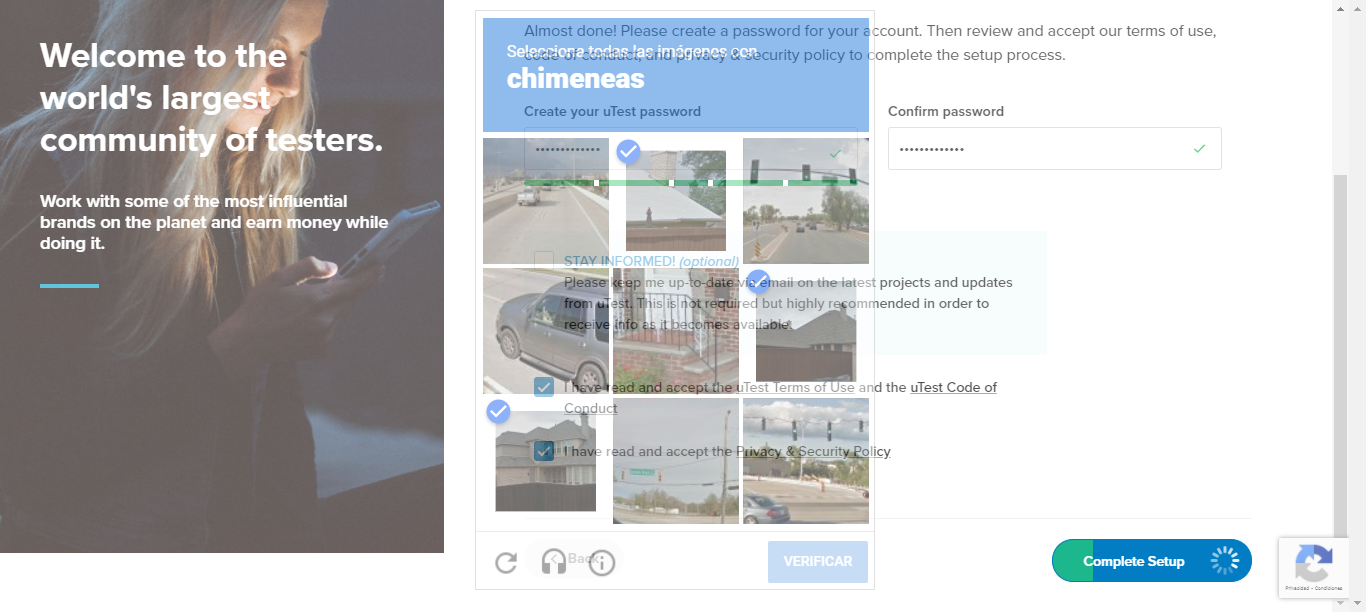 Welcome to the
world's largest
community of testers.
Work with some of the most influential
brands on the planet and earn money while
doing it.
Almost done! Please create a password for your account. Then review and accept our terms of use,
code of conduct, and privacy & security policy to complete the setup process.
Selecciona todas las imágenes con
chimeneas
Create your uTest password
Confirm password
•••••••••••••
•••••••••••••
STAY INFORMED! (optional)
Please keep me up-to-date via email on the latest projects and updates
from uTest. This is not required but highly recommended in order to
receive info as it becomes available.
I have read and accept the uTest Terms of Use and the uTest Code of
Conduct
I have read and accept the Privacy & Security Policy
Back
VERIFICAR
Complete Setup
Privacidad - Condiciones